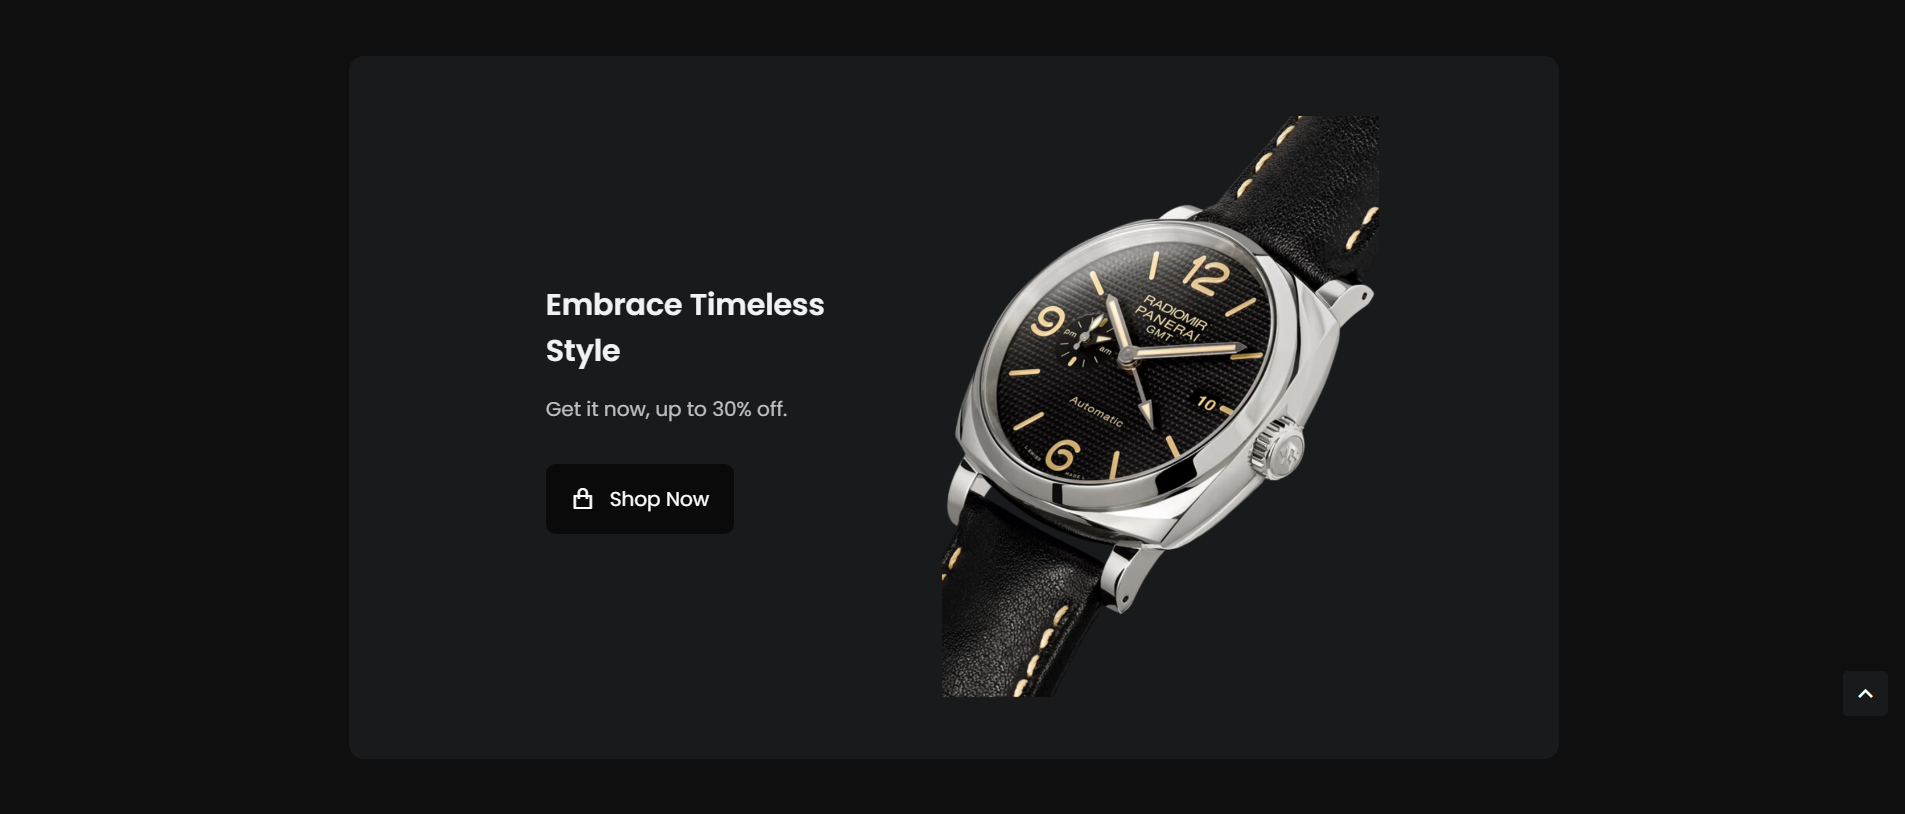 Embrace Timeless
Style
Get it now, up to 30% off.
Shop Now
12
RADIOMIR
PANERAI
GMT
9
pm
am
10
Automatic
6